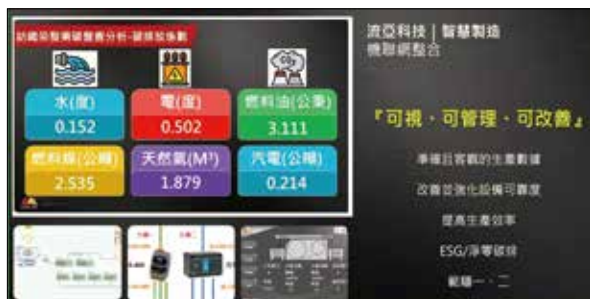 紡織染整業碳盤查分析-碳排放係數
水(度)
0.152
電(度)
0.502
燃料油(公秉)
3.111
燃料煤(公噸)
2.535
天然氣(M³)
1.879
汽電(公噸)
0.214
流亞科技｜智慧製造
機聯網整合
『可視、可管理、可改善』
準確且客觀的生產數據
改善並強化設備可靠度
提高生產效率
ESG/淨零碳排
範疇一、二